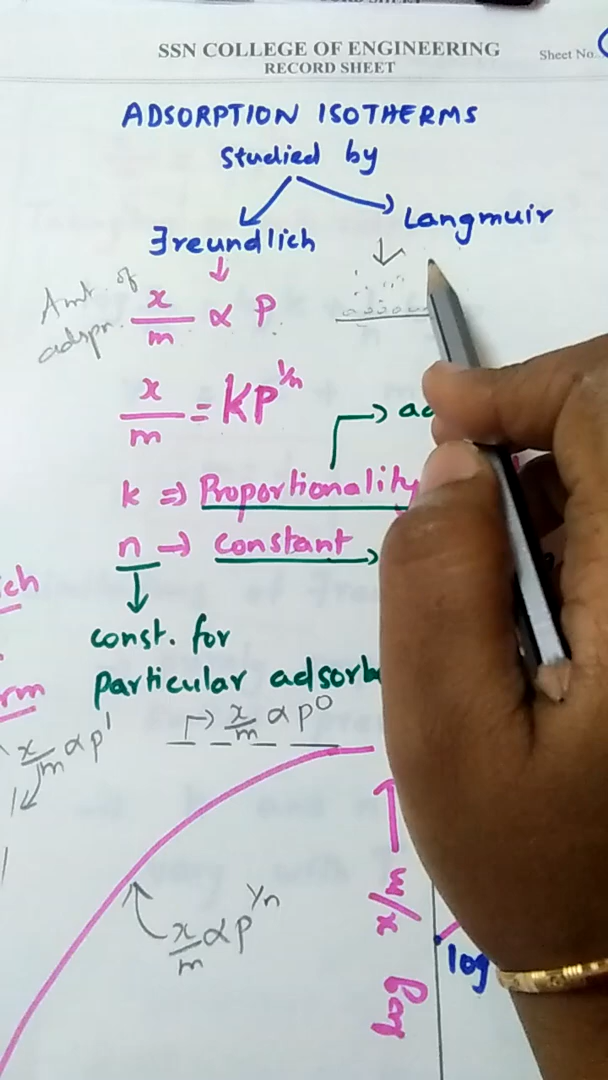 SSN COLLEGE OF ENGINEERING
Sheet No.
RECORD SHEET
ADSORPTION ISOTHERMS
Studied by
Freundlich
Langmuir
Amt. of adspn.
x/m ∝ P
x/m = kP^1/n
k ⇒ Proportionality
n → constant
const. for
particular adsorb
x/m ∝ p^0
x/m ∝ p^1
x/m ∝ p^1/n
log x/m
log